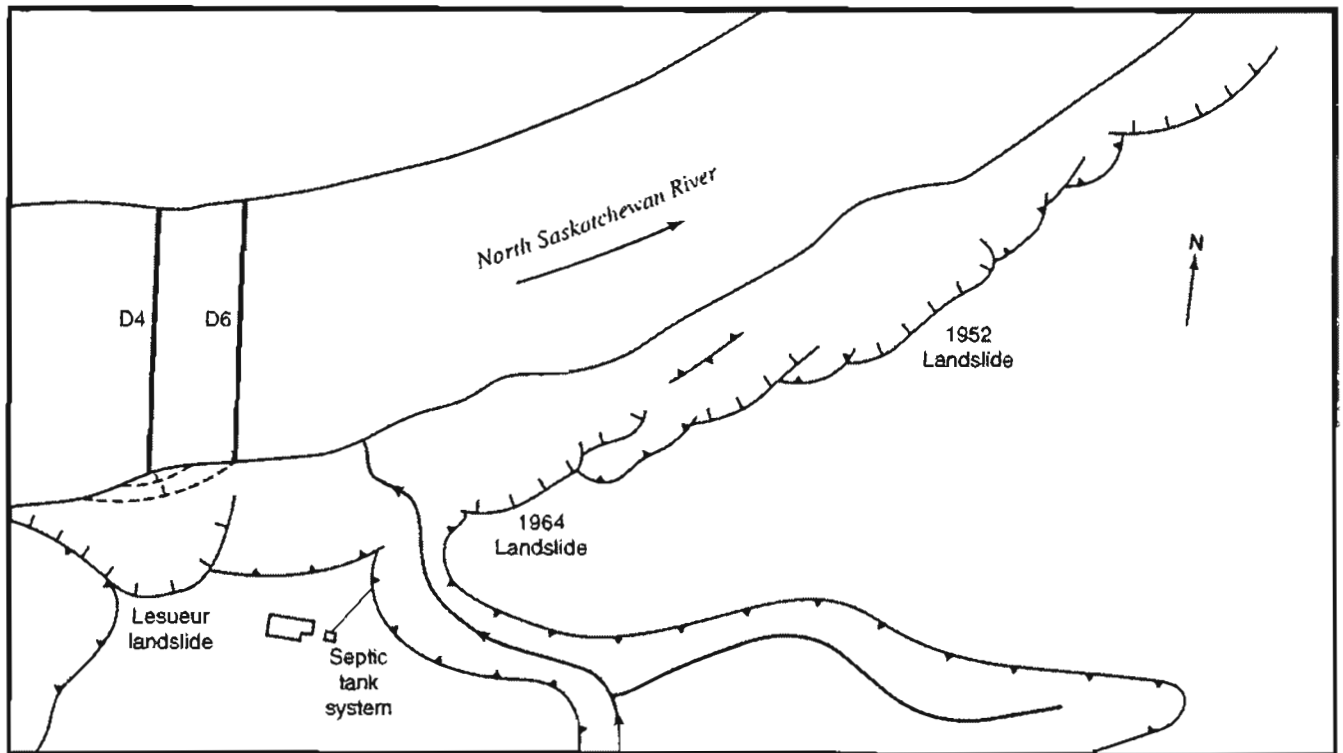 North Saskatchewan River
N
D4
D6
1952
Landslide
1964
Landslide
Lesueur
landslide
Septic
tank
system